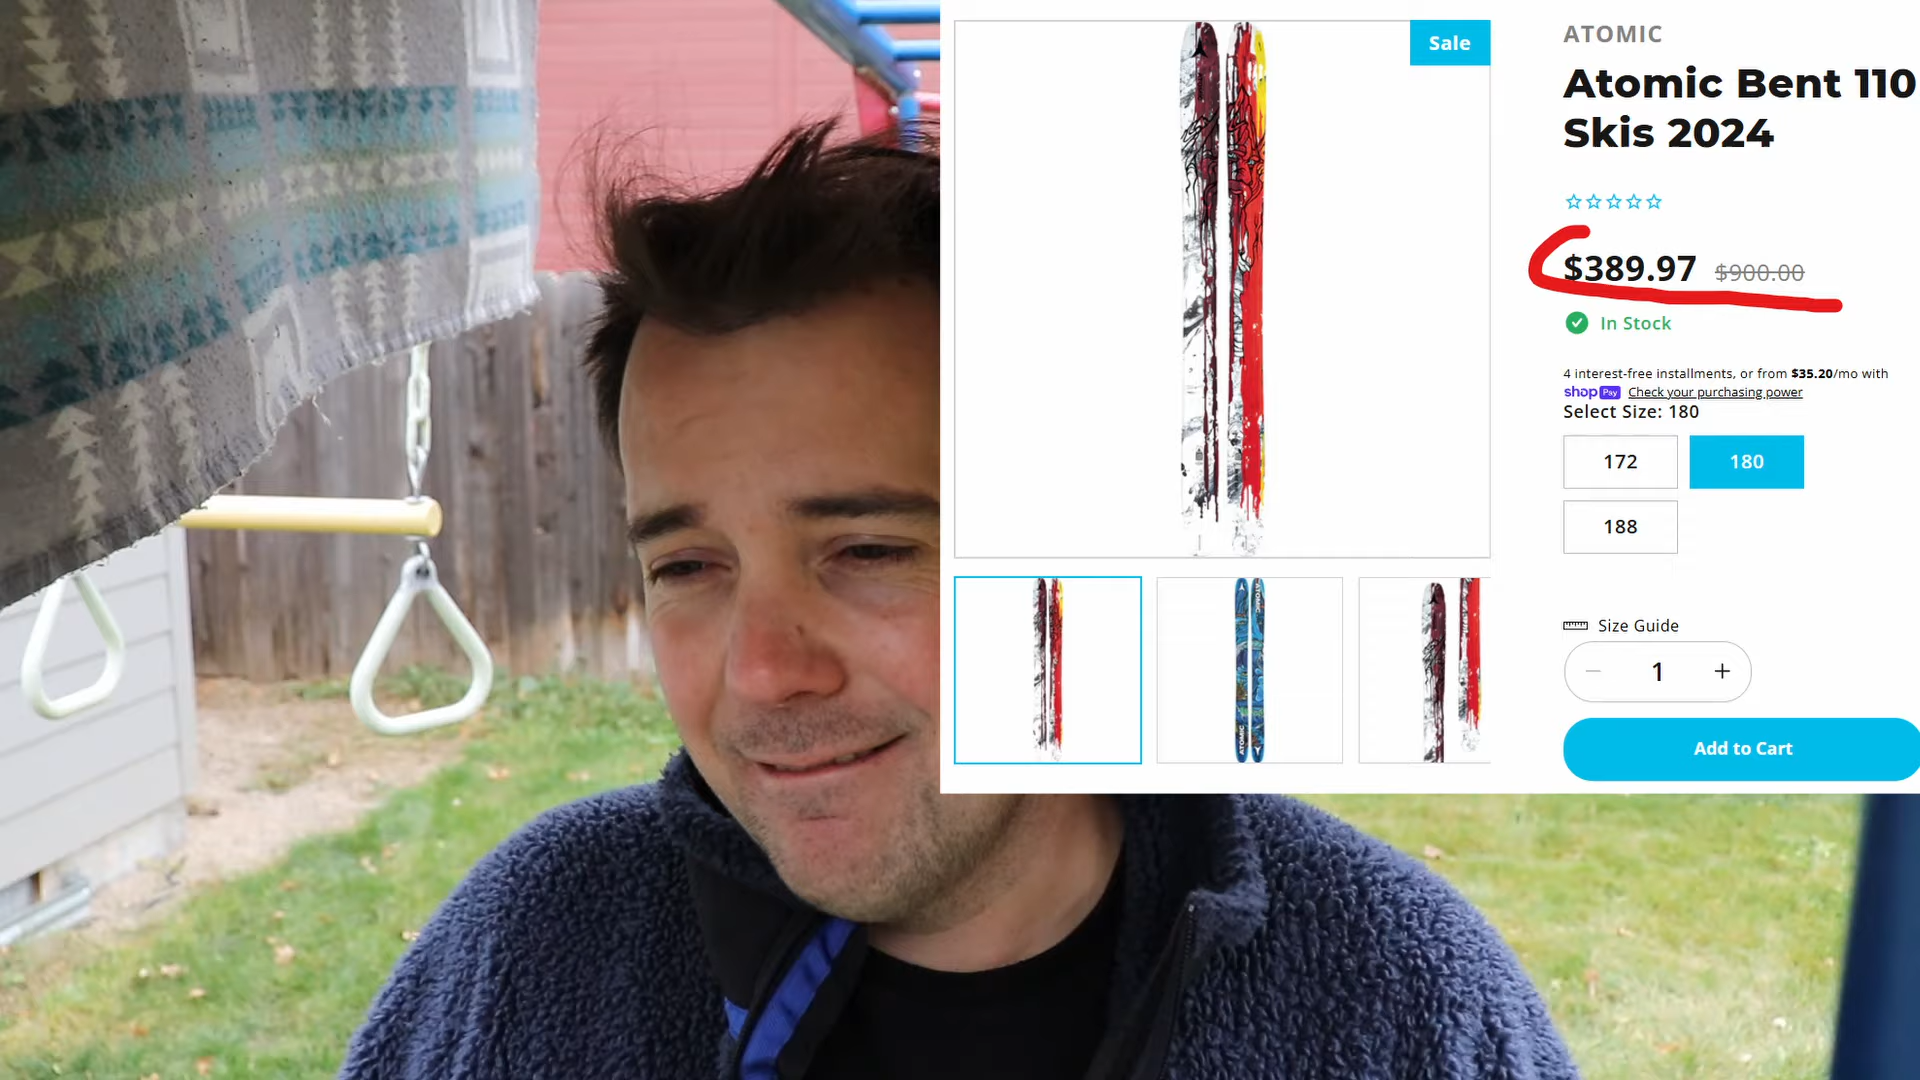 Sale
ATOMIC
Atomic Bent 110
Skis 2024
$389.97 $900.00
In Stock
4 interest-free installments, or from $35.20/mo with
shop Pay Check your purchasing power
Select Size: 180
172 180
188
Size Guide
1
Add to Cart
ATOMIC
ATOMIC